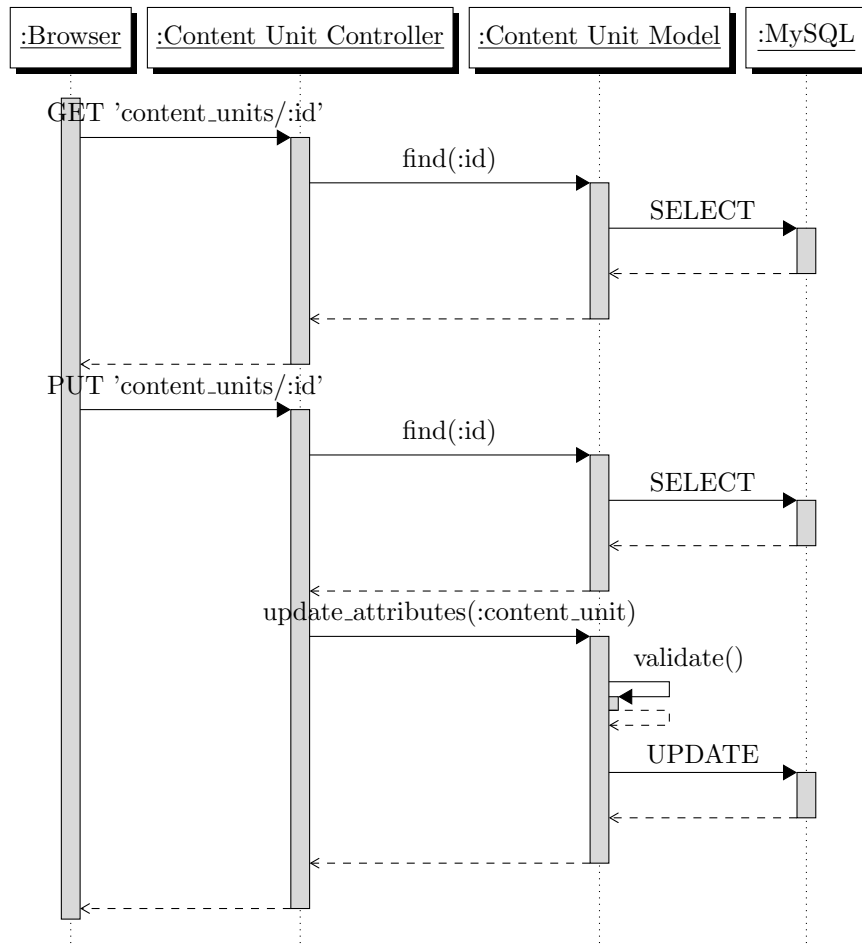 :Browser
:Content Unit Controller
:Content Unit Model
:MySQL
GET 'content_units/:id'
find(:id)
SELECT
PUT 'content_units/:id'
find(:id)
SELECT
update_attributes(:content_unit)
validate()
UPDATE